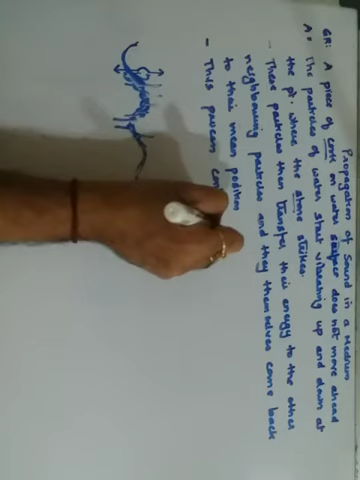 Propagation of Sound in a Medium
GR: A piece of cork on water surface does not move ahead
A= The particles of water start vibrating up and down at
the pt. where the stone strikes.
- These particles then transfer their energy to the other
neighbouring particles and they themselves come back
to their mean position
- This process con